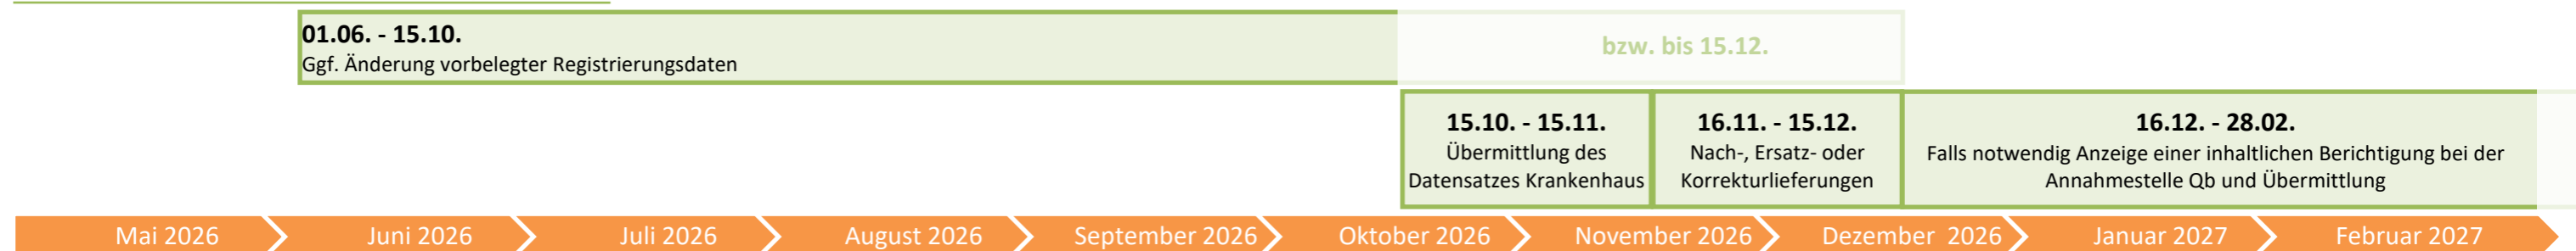 01.06. - 15.10.
Ggf. Änderung vorbelegter Registrierungsdaten
bzw. bis 15.12.
15.10. - 15.11.
Übermittlung des
Datensatzes Krankenhaus
16.11. - 15.12.
Nach-, Ersatz- oder
Korrekturlieferungen
16.12. - 28.02.
Falls notwendig Anzeige einer inhaltlichen Berichtigung bei der
Annahmestelle Qb und Übermittlung
Mai 2026
Juni 2026
Juli 2026
August 2026
September 2026
Oktober 2026
November 2026
Dezember 2026
Januar 2027
Februar 2027